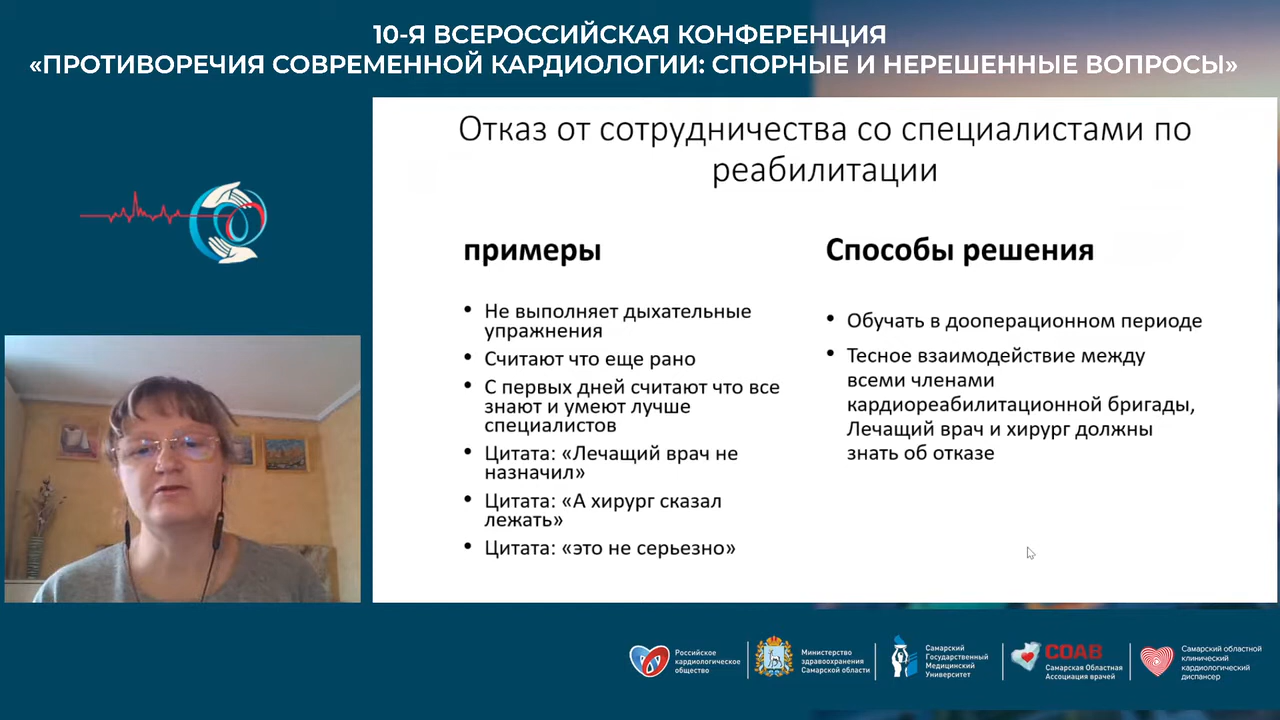 10-Я ВСЕРОССИЙСКАЯ КОНФЕРЕНЦИЯ
«ПРОТИВОРЕЧИЯ СОВРЕМЕННОЙ КАРДИОЛОГИИ: СПОРНЫЕ И НЕРЕШЕННЫЕ ВОПРОСЫ»
Отказ от сотрудничества со специалистами по
реабилитации
примеры
• Не выполняет дыхательные
упражнения
• Считают что еще рано
• С первых дней считают что все
знают и умеют лучше
специалистов
• Цитата: «Лечащий врач не
назначил»
• Цитата: «А хирург сказал
лежать»
• Цитата: «это не серьезно»
Способы решения
• Обучать в дооперационном периоде
• Тесное взаимодействие между
всеми членами
кардиореабилитационной бригады,
Лечащий врач и хирург должны
знать об отказе
Российское
кардиологическое
общество
Министерство
здравоохранения
Самарской области
Самарский
Государственный
Медицинский
Университет
СОАВ
Самарская Областная
Ассоциация врачей
Самарский областной
клинический
кардиологический
диспансер